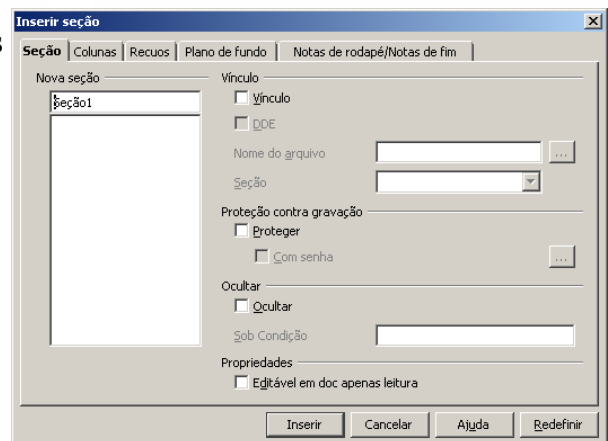 Inserir seção
s
Seção Colunas Recuos Plano de fundo Notas de rodapé/Notas de fim
Nova seção
Seção1
Vínculo
Vínculo
DDE
Nome do arquivo ...
Seção
Proteção contra gravação
Proteger
Com senha ...
Ocultar
Ocultar
Sob Condição
Propriedades
Editável em doc apenas leitura
Inserir Cancelar Ajuda Redefinir